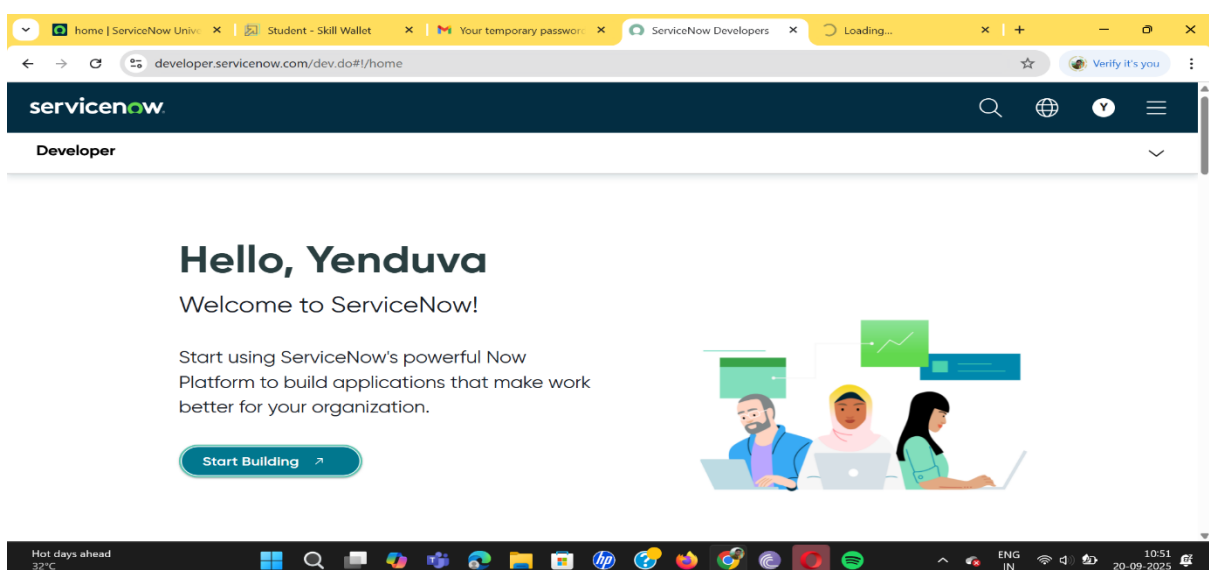 home | ServiceNow Unive
Student - Skill Wallet
Your temporary passwor
ServiceNow Developers
Loading...
developer.servicenow.com/dev.do#!/home
Verify it's you
servicenow
Y
Developer
Hello, Yenduva
Welcome to ServiceNow!
Start using ServiceNow's powerful Now
Platform to build applications that make work
better for your organization.
Start Building
Hot days ahead
32°C
hp
ENG
IN
10:51
20-09-2025